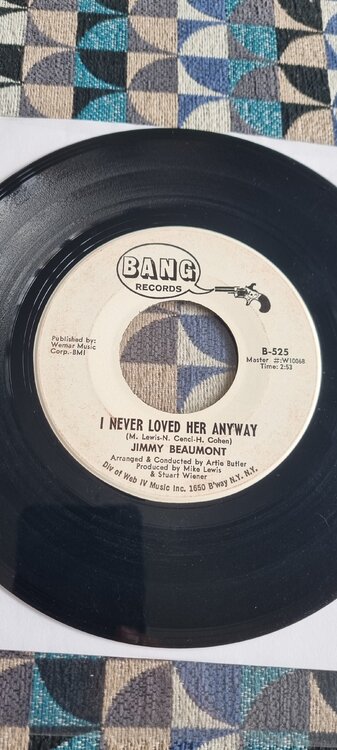 BANG
RECORDS
Published by:
Wemar Music
Corp.-BMI
B-525
Master #:W10068
Time: 2:53
I NEVER LOVED HER ANYWAY
(M. Lewis-N. Cenci-H. Cohen)
JIMMY BEAUMONT
Arranged & Conducted by Artie Butler
Produced by Mike Lewis
& Stuart Wiener
Div of Web IV Music Inc. 1650 B'way N.Y. N.Y.